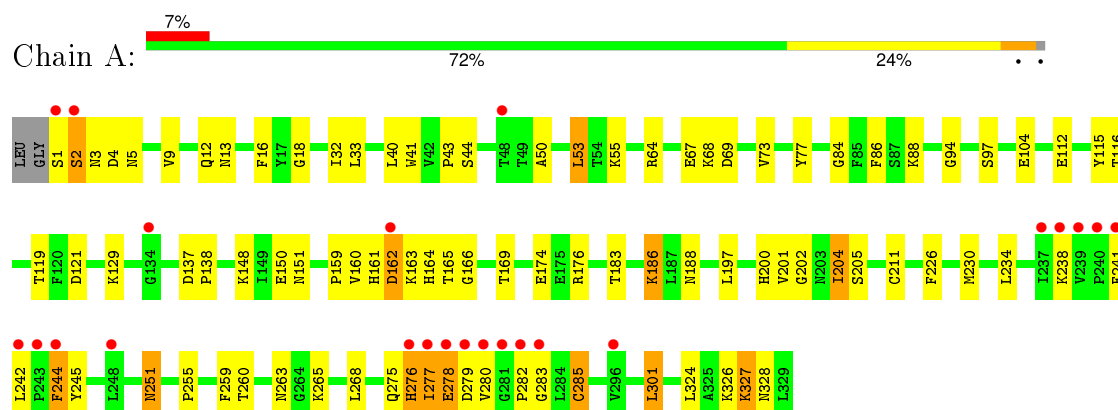 7%
Chain A:
72% 24% • •
LEU GLY S1 S2 N3 D4 N5 V9 Q12 N13 F16 Y17 G18 I32 L33 L40 W41 V42 P43 S44 T48 T49 A50 L53 T54 K55 R64 E67 K68 D69 V73 Y77 G84 F85 F86 S87 K88 G94 S97 E104 E112 Y115 T116
T119 F120 D121 K129 G134 D137 P138 K148 I149 E150 N151 P159 V160 H161 D162 K163 H164 T165 G166 T169 E174 E175 R176 T183 K186 L187 N188 L197 H200 V201 G202 N203 I204 S205 C211 F226 M230 L234 I237 K238 V239 P240
L242 P243 F244 Y245 L248 N251 P255 F259 T260 N263 G264 K265 L268 Q275 H276 I277 E278 D279 V280 G281 P282 G283 L284 C285 V296 L301 L324 A325 K326 K327 N328 L329